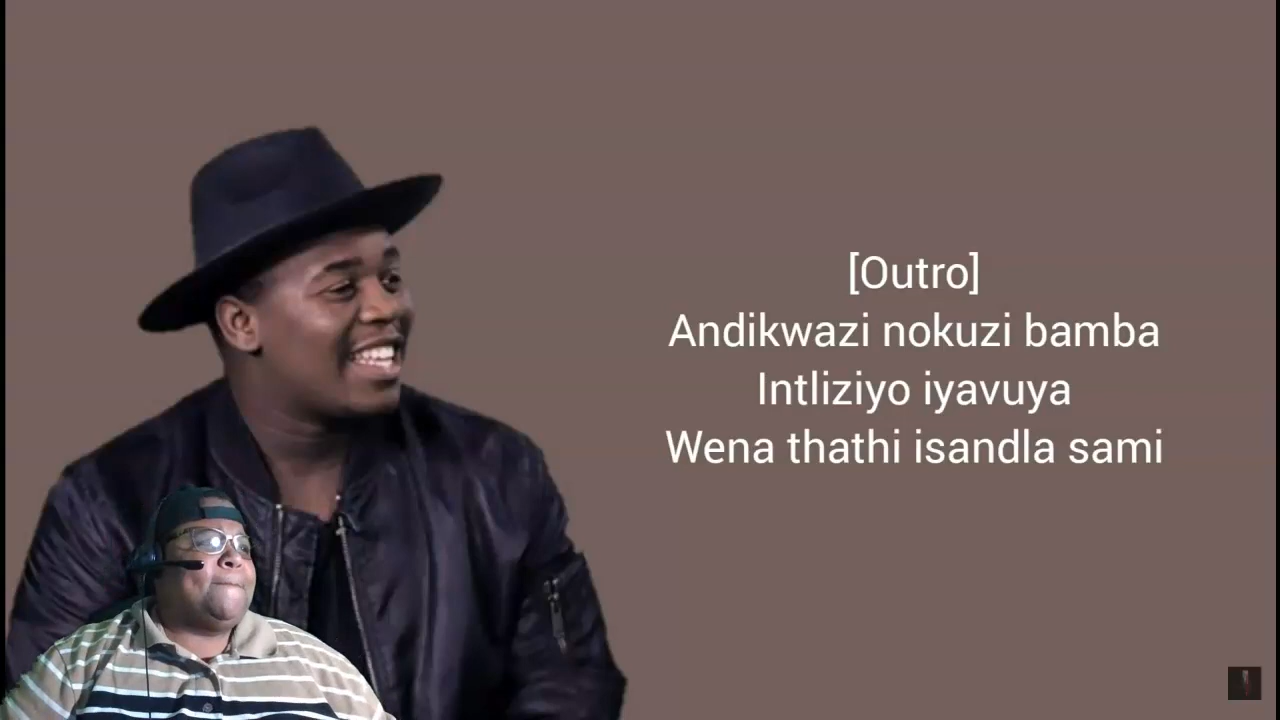 [Outro]
Andikwazi nokuzi bamba
Intliziyo iyavuya
Wena thathi isandla sami